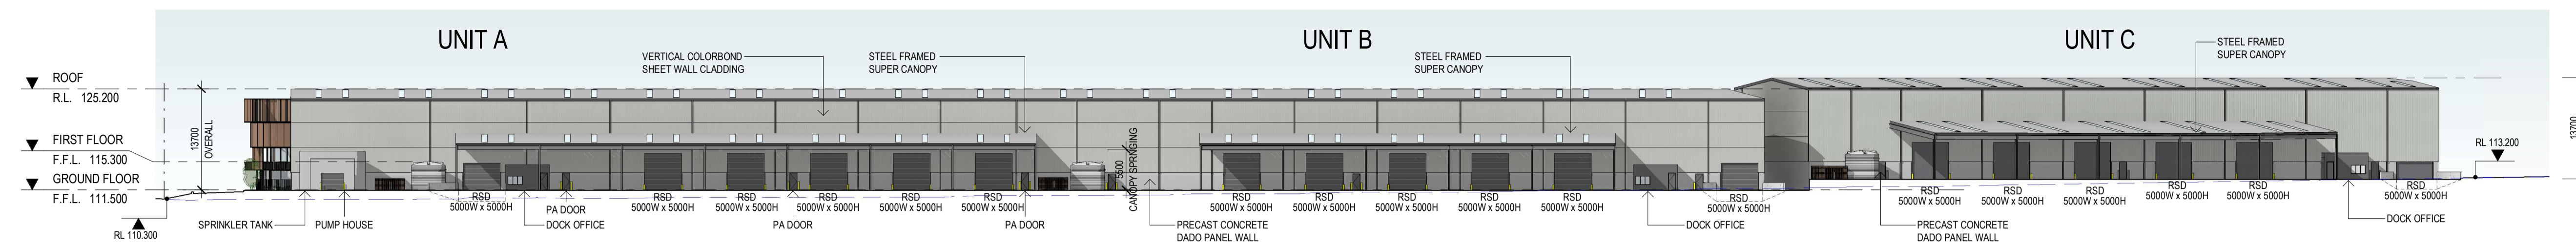 UNIT A
UNIT B
UNIT C
VERTICAL COLORBOND
SHEET WALL CLADDING
STEEL FRAMED
SUPER CANOPY
STEEL FRAMED
SUPER CANOPY
STEEL FRAMED
SUPER CANOPY
ROOF
R.L. 125.200
FIRST FLOOR
F.F.L. 115.300
GROUND FLOOR
F.F.L. 111.500
RL 110.300
13700
OVERALL
5500
CANOPY SPRINGING
RL 113.200
13700
RSD
5000W x 5000H
RSD
5000W x 5000H
RSD
5000W x 5000H
RSD
5000W x 5000H
RSD
5000W x 5000H
RSD
5000W x 5000H
RSD
5000W x 5000H
RSD
5000W x 5000H
RSD
5000W x 5000H
RSD
5000W x 5000H
RSD
5000W x 5000H
RSD
5000W x 5000H
RSD
5000W x 5000H
RSD
5000W x 5000H
RSD
5000W x 5000H
RSD
5000W x 5000H
RSD
5000W x 5000H
RSD
5000W x 5000H
SPRINKLER TANK
PUMP HOUSE
PA DOOR
DOCK OFFICE
PA DOOR
PA DOOR
PRECAST CONCRETE
DADO PANEL WALL
DOCK OFFICE
PRECAST CONCRETE
DADO PANEL WALL
DOCK OFFICE